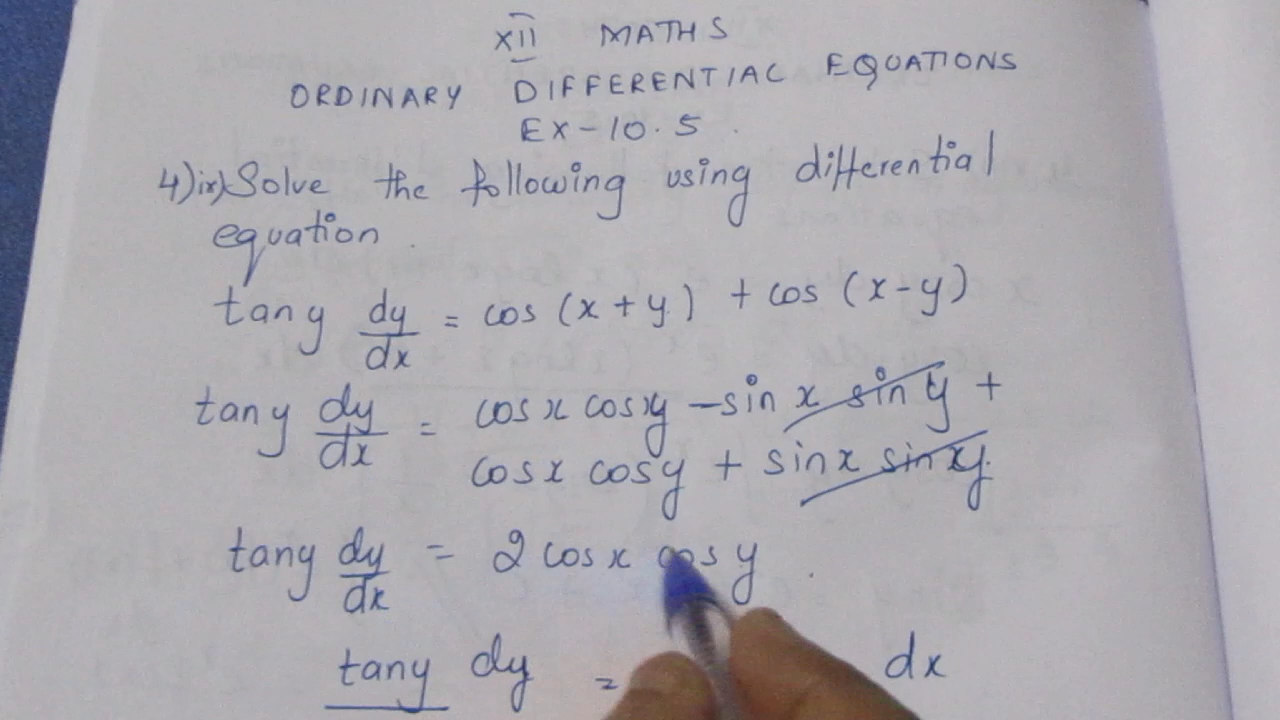 XII MATHS
ORDINARY DIFFERENTIAL EQUATIONS
EX-10.5
4)ix) Solve the following using differential
equation.
tany dy/dx = cos (x+y) + cos (x-y)
tany dy/dx = cosx cosy - sin x sin y +
cosx cosy + sinx siny
tany dy/dx = 2 cosx cosy
tany dy = dx